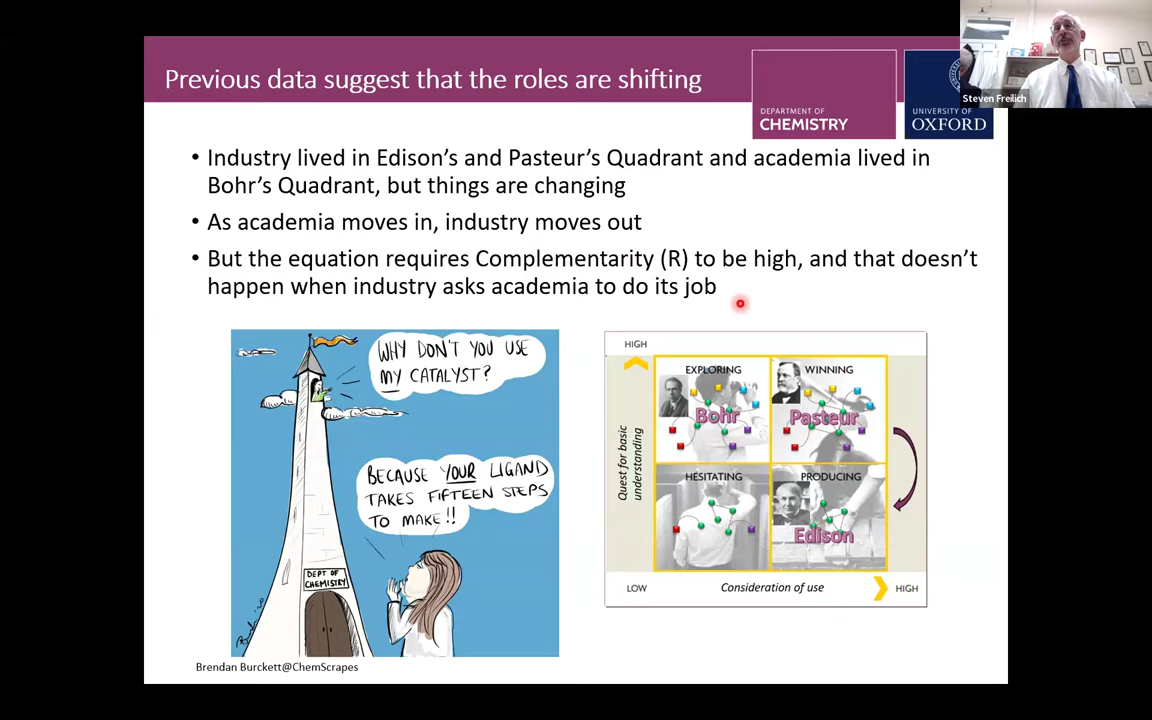 Previous data suggest that the roles are shifting
DEPARTMENT OF
CHEMISTRY
UNIVERSITY OF
OXFORD
Steven Freilich
• Industry lived in Edison's and Pasteur's Quadrant and academia lived in
Bohr's Quadrant, but things are changing
• As academia moves in, industry moves out
• But the equation requires Complementarity (R) to be high, and that doesn't
happen when industry asks academia to do its job
WHY DON'T YOU USE
MY CATALYST?
BECAUSE YOUR LIGAND
TAKES FIFTEEN STEPS
TO MAKE!!
DEPT OF
CHEMISTRY
Brendan Burckett@ChemScrapes
HIGH
EXPLORING
WINNING
Bohr
Pasteur
Quest for basic
understanding
HESITATING
PRODUCING
Edison
LOW
Consideration of use
HIGH